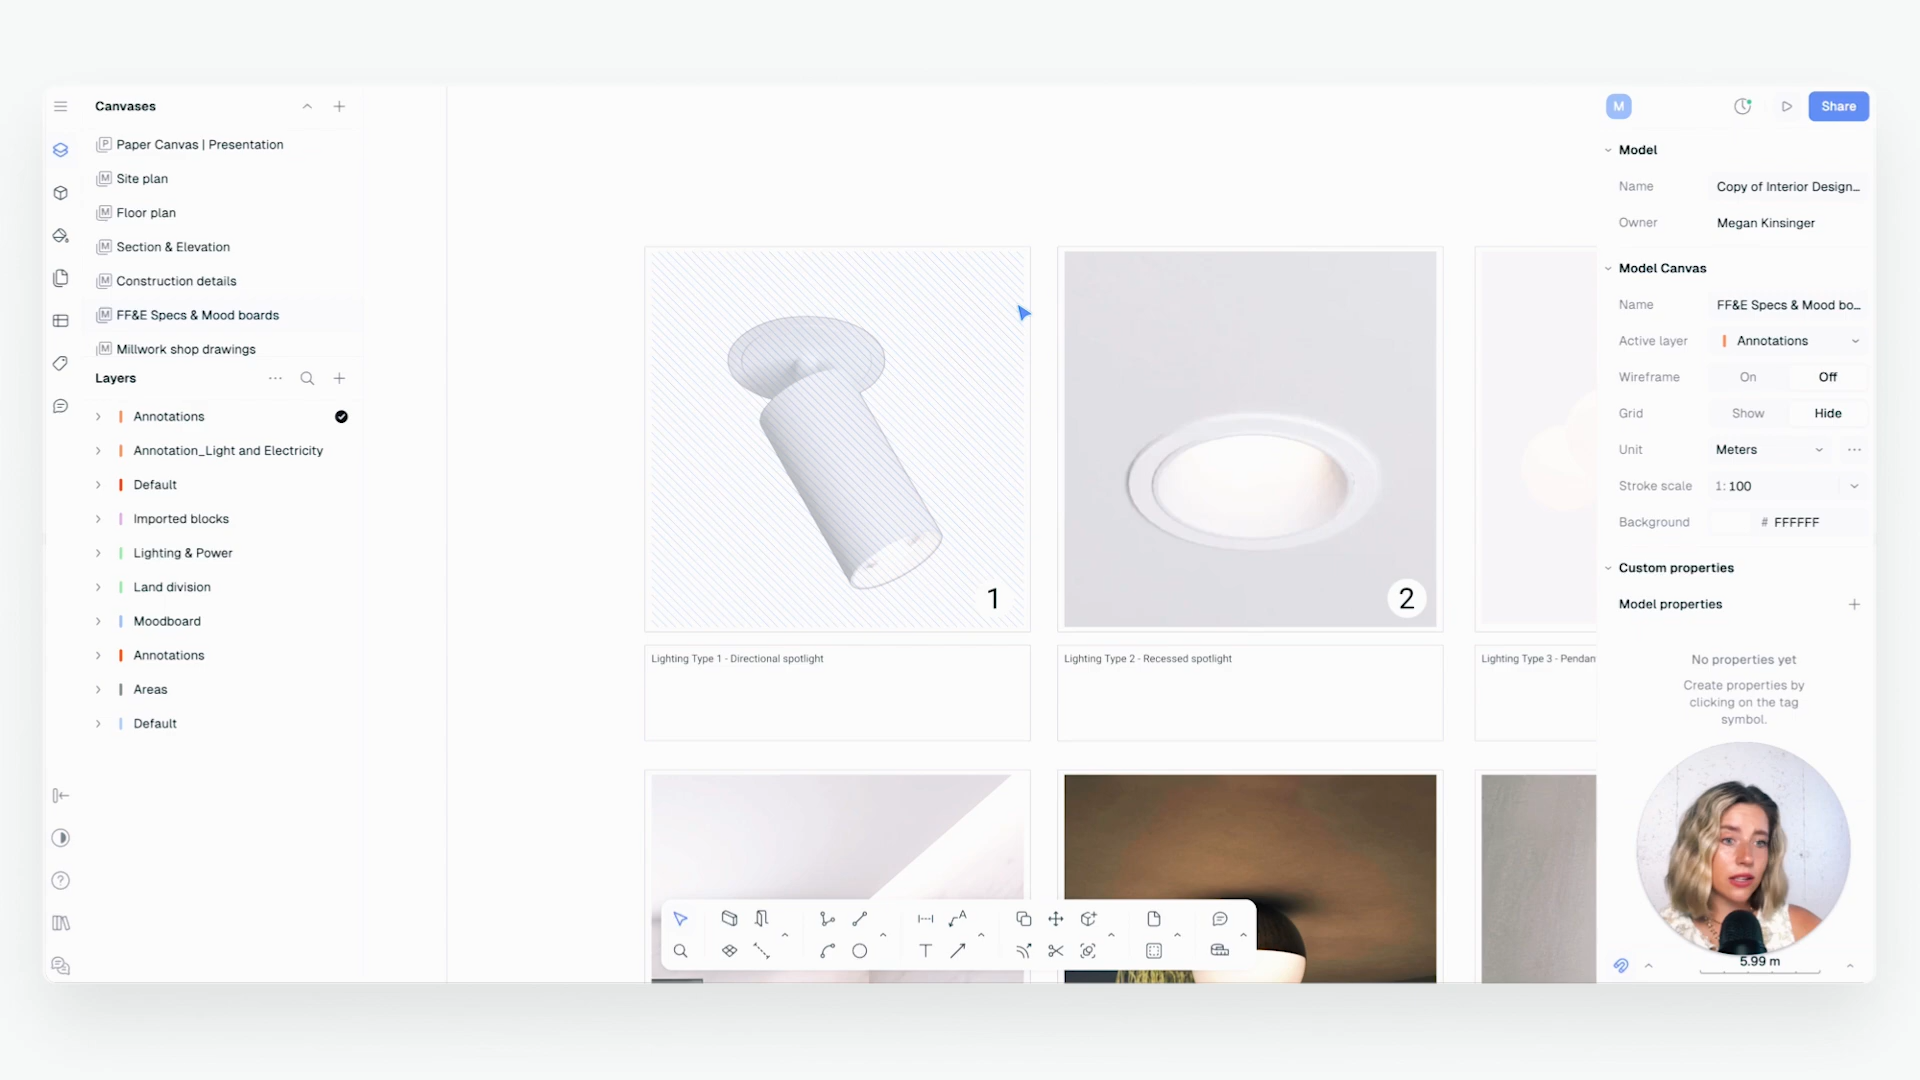 Canvases
Paper Canvas | Presentation
Site plan
Floor plan
Section & Elevation
Construction details
FF&E Specs & Mood boards
Millwork shop drawings
Layers
Annotations
Annotation_Light and Electricity
Default
Imported blocks
Lighting & Power
Land division
Moodboard
Annotations
Areas
Default
1
2
Lighting Type 1 - Directional spotlight
Lighting Type 2 - Recessed spotlight
Lighting Type 3 - Pendan
M
Share
Model
Name Copy of Interior Design...
Owner Megan Kinsinger
Model Canvas
Name FF&E Specs & Mood bo...
Active layer Annotations
Wireframe On Off
Grid Show Hide
Unit Meters
Stroke scale 1: 100
Background # FFFFFF
Custom properties
Model properties
No properties yet
Create properties by
clicking on the tag
symbol.
5.99 m